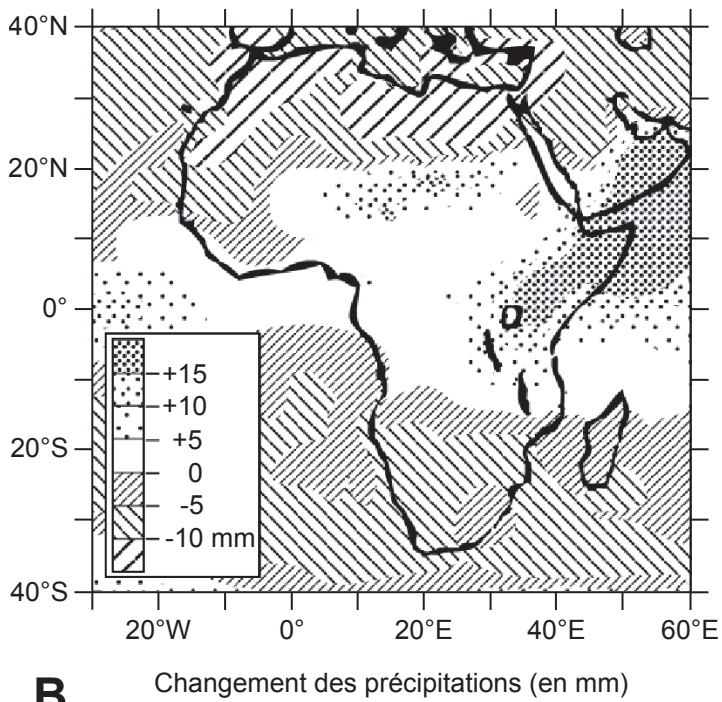 40°N
20°N
0°
20°S
40°S
+15
+10
+5
0
-5
-10 mm
20°W 0° 20°E 40°E 60°E
B Changement des précipitations (en mm)